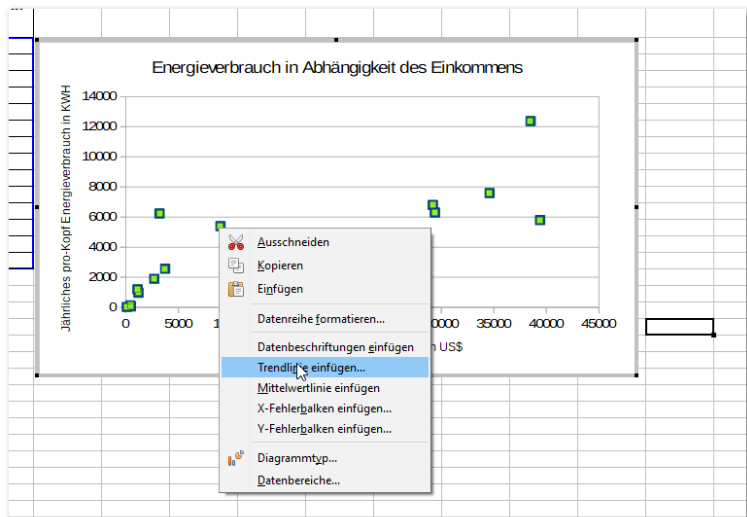 Energieverbrauch in Abhängigkeit des Einkommens
Jährliches pro-Kopf Energieverbrauch in KWH
14000
12000
10000
8000
6000
4000
2000
0
0 5000 35000 40000 45000
US$
Ausschneiden
Kopieren
Einfügen
Datenreihe formatieren...
Datenbeschriftungen einfügen
Trendlinie einfügen...
Mittelwertlinie einfügen
X-Fehlerbalken einfügen...
Y-Fehlerbalken einfügen...
Diagrammtyp...
Datenbereiche...